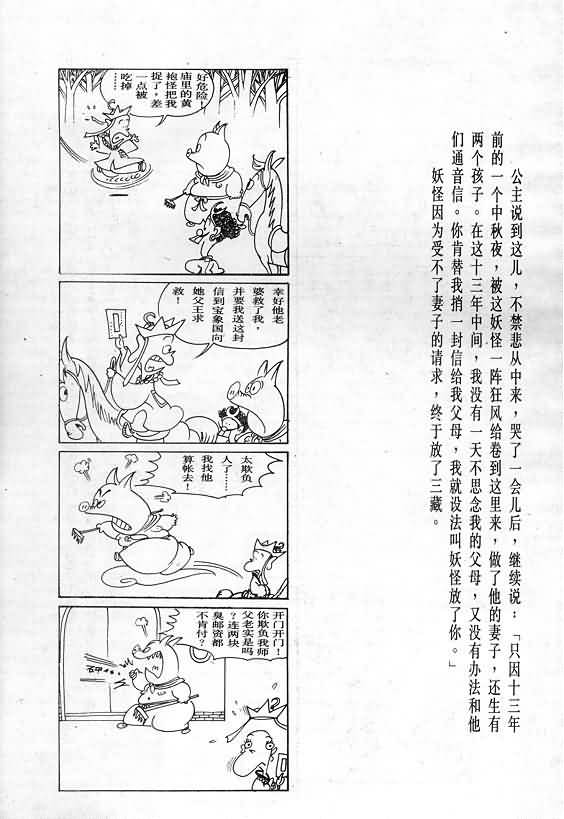 公主说到这儿，不禁悲从中来，哭了一会儿后，继续说：「只因十三年
前的一个中秋夜，被这妖怪一阵狂风给卷到这里来，做了他的妻子，还生有
两个孩子。在这十三年中间，我没有一天不思念我的父母，又没有办法和他
们通音信。你肯替我捎一封信给我父母，我就设法叫妖怪放了你。」
妖怪因为受不了妻子的请求，终于放了三藏。
好危险！
庙里的黄
袍怪把我
捉了，差
一点被
吃掉
……
幸好他老
婆救了我，
并要我送这封
信到宝象国向
她父王求
救！
太欺负
人了……
我找他
算帐去！
开门开门！
你欺负我师
父老实是吗
？连两块
臭邮资都
不肯付？